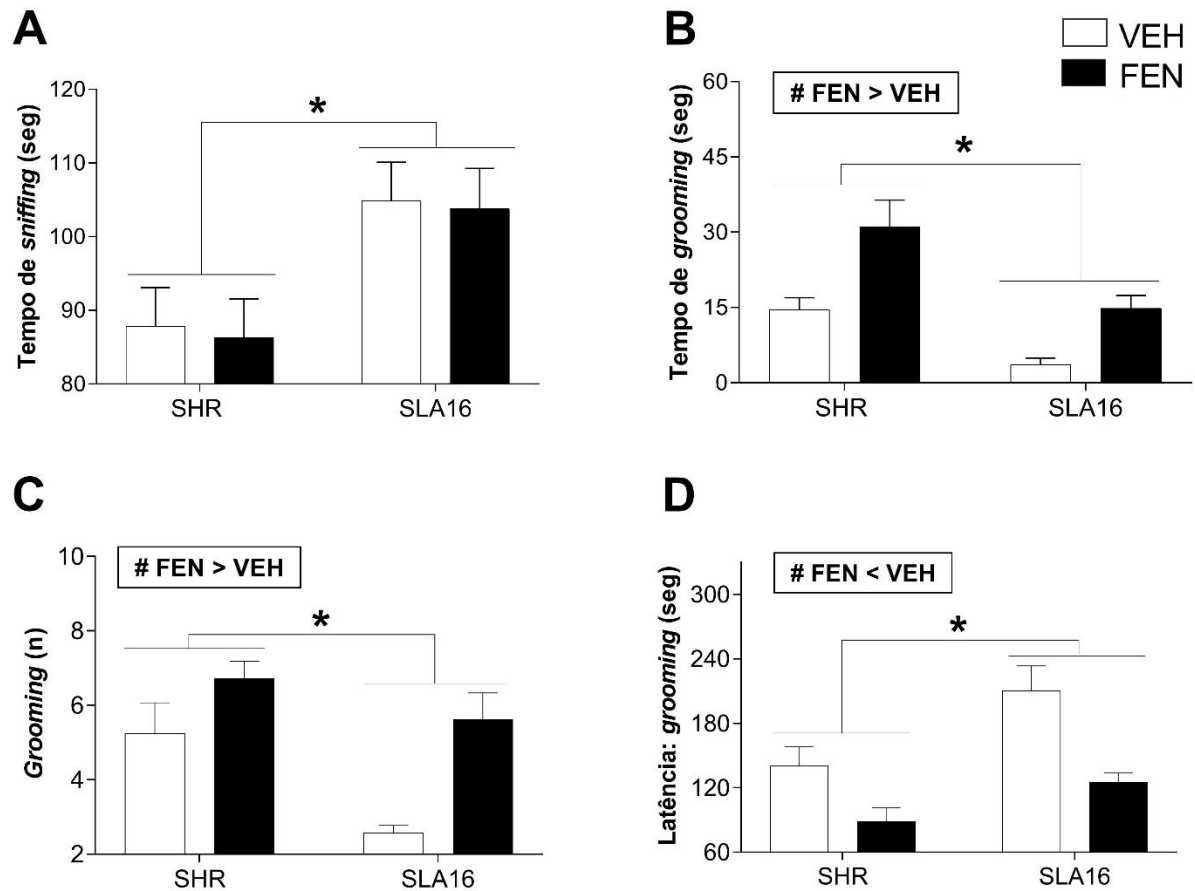 A
Tempo de sniffing (seg)
120
110
100
90
80
*
SHR
SLA16
B
VEH
FEN
Tempo de grooming (seg)
60
45
30
15
0
# FEN > VEH
*
SHR
SLA16
C
Grooming (n)
10
8
6
4
2
# FEN > VEH
*
SHR
SLA16
D
Latência: grooming (seg)
300
240
180
120
60
# FEN < VEH
*
SHR
SLA16